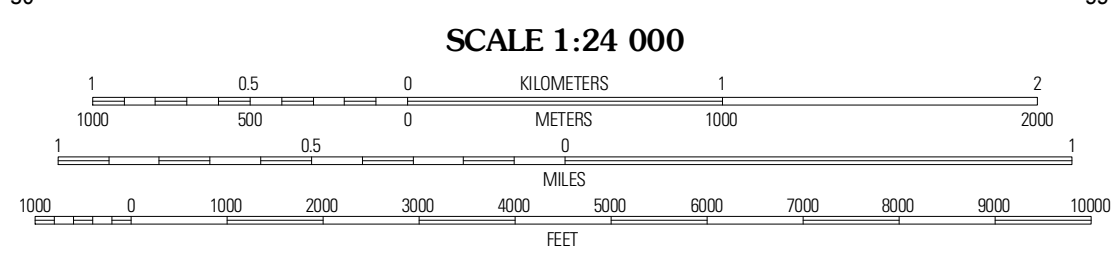 SCALE 1:24 000
1 0.5 0 KILOMETERS 1 2
1000 500 0 METERS 1000 2000
1 0.5 0 1
MILES
1000 0 1000 2000 3000 4000 5000 6000 7000 8000 9000 10000
FEET